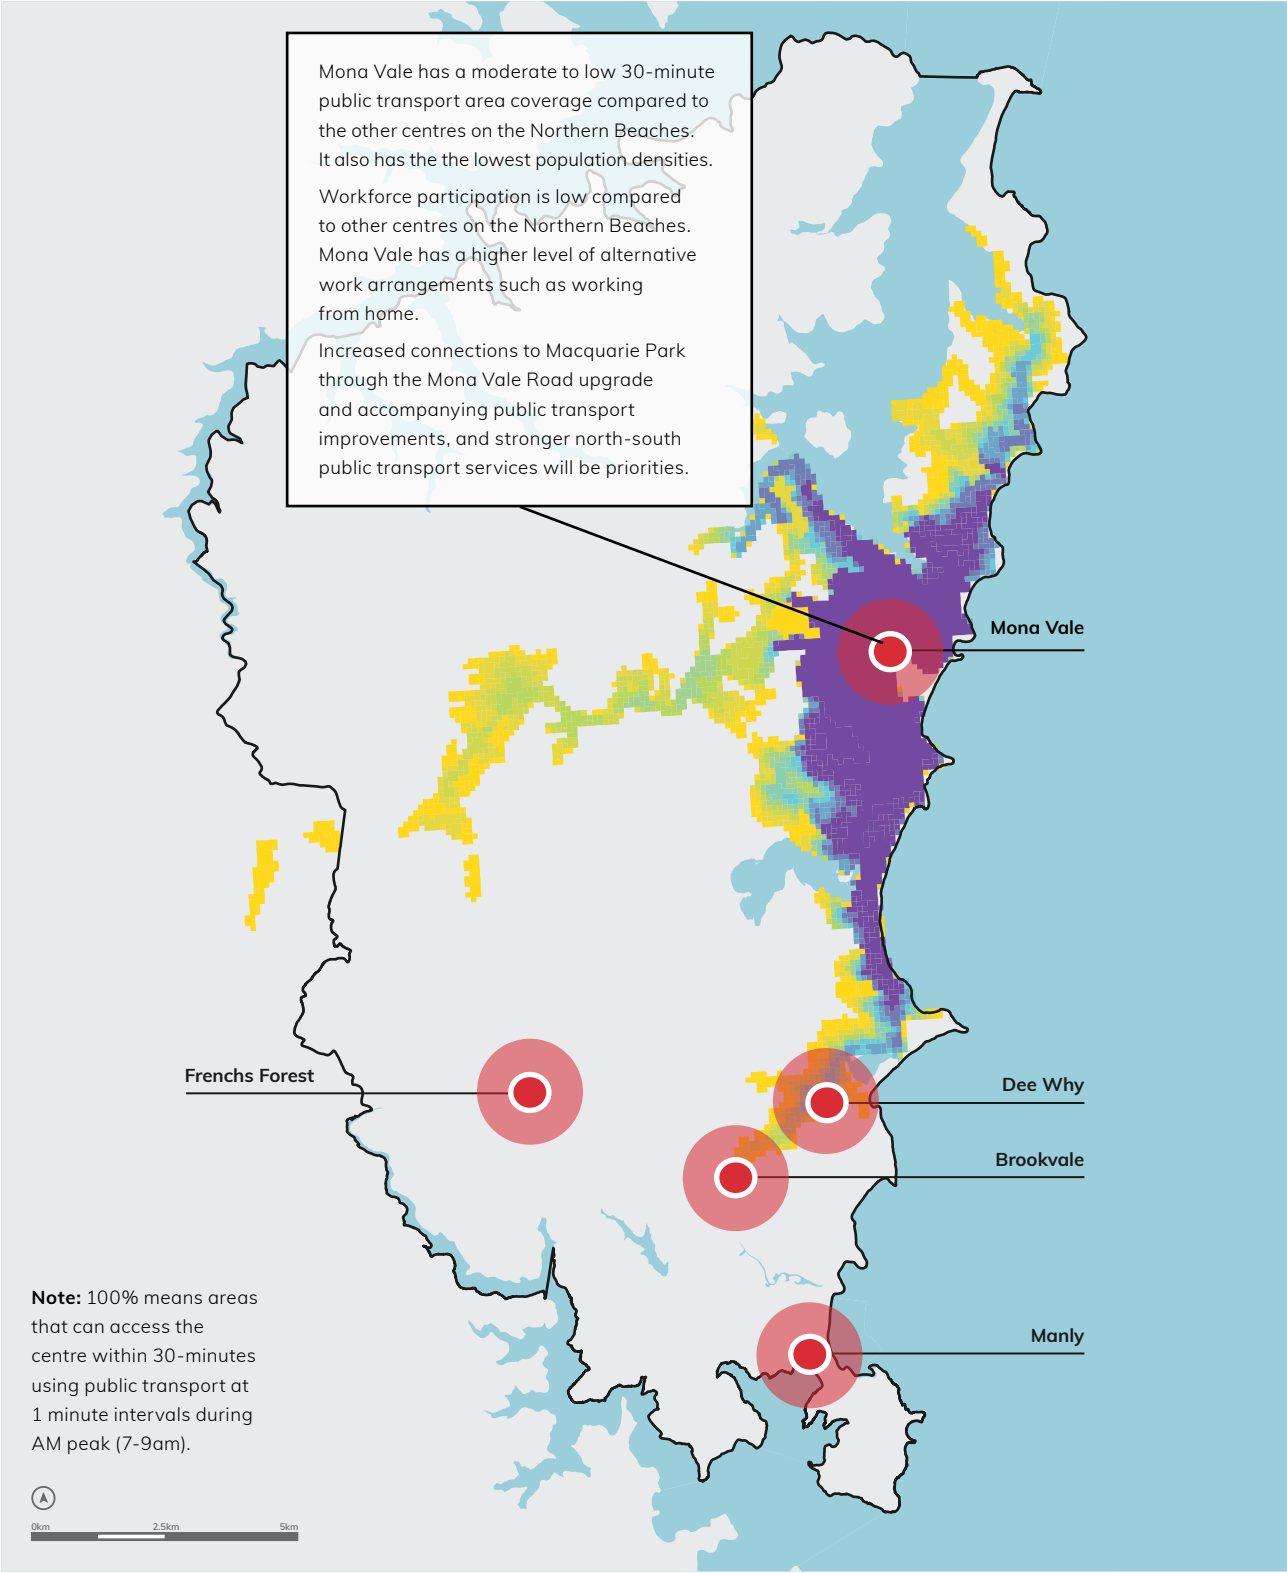 Mona Vale has a moderate to low 30-minute
public transport area coverage compared to
the other centres on the Northern Beaches.
It also has the the lowest population densities.
Workforce participation is low compared
to other centres on the Northern Beaches.
Mona Vale has a higher level of alternative
work arrangements such as working
from home.
Increased connections to Macquarie Park
through the Mona Vale Road upgrade
and accompanying public transport
improvements, and stronger north-south
public transport services will be priorities.
Mona Vale
Frenchs Forest
Dee Why
Brookvale
Manly
Note: 100% means areas
that can access the
centre within 30-minutes
using public transport at
1 minute intervals during
AM peak (7-9am).
0km 2.5km 5km